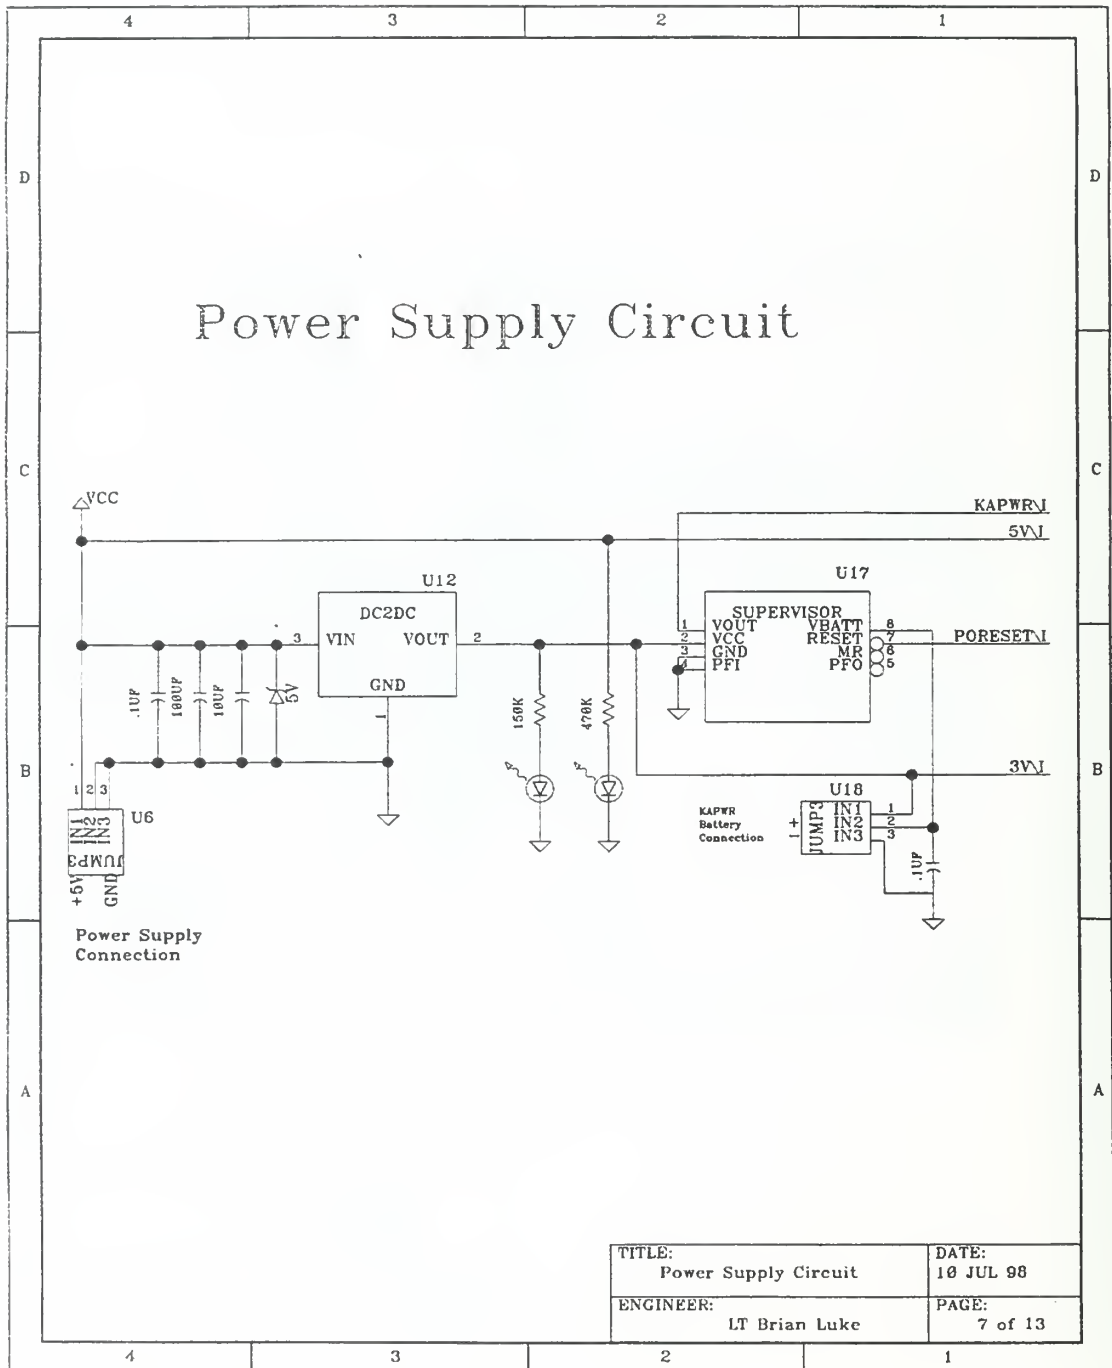 4 3 2 1
D D
Power Supply Circuit
C C
VCC
KAPWR\I
5V\I
U12
U17
DC2DC
3 VIN VOUT 2
GND
1
SUPERVISOR
1 VOUT VBATT 8
2 VCC RESET 7
3 GND MR 6
4 PFI PFO 5
PORESET\I
.1UF
100UF
10UF
5V
150K
470K
B B
3V\I
1 2 3
U6
IN1
IN2
IN3
JUMP3
+5V
GND
Power Supply
Connection
U18
KAPWR
Battery
Connection
+
JUMP3
IN1 1
IN2 2
IN3 3
.1UF
A A
TITLE:
Power Supply Circuit
DATE:
10 JUL 98
ENGINEER:
LT Brian Luke
PAGE:
7 of 13
4 3 2 1